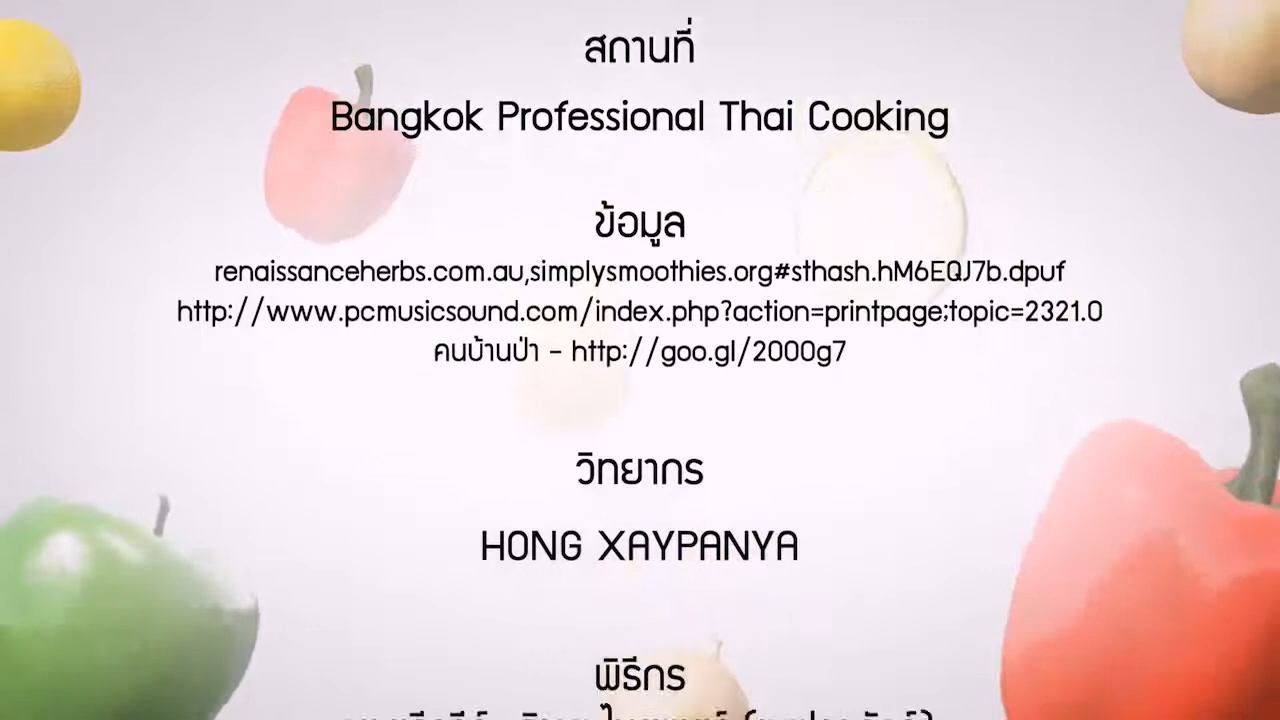 สถานที่
Bangkok Professional Thai Cooking
ข้อมูล
renaissanceherbs.com.au,simplysmoothies.org#sthash.hM6EQJ7b.dpuf
http://www.pcmusicsound.com/index.php?action=printpage;topic=2321.0
คนบ้านป่า - http://goo.gl/2000g7
วิทยากร
HONG XAYPANYA
พิธีกร